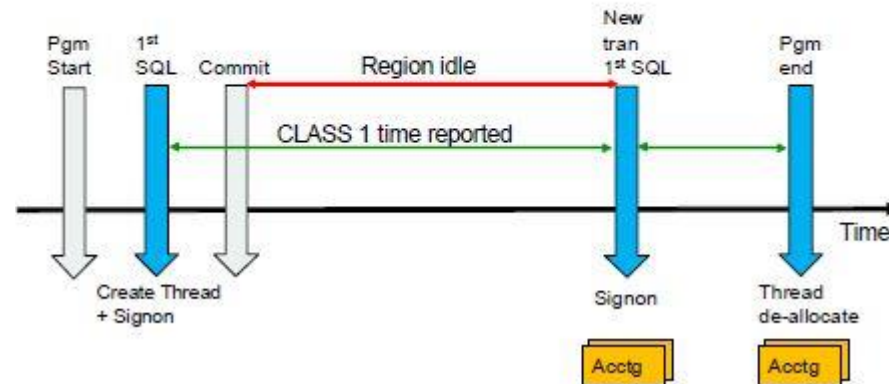 Pgm
Start
1st
SQL
Commit
Region idle
New
tran
1st SQL
Pgm
end
CLASS 1 time reported
Time
Create Thread
+ Signon
Signon
Thread
de-allocate
Acctg
Acctg